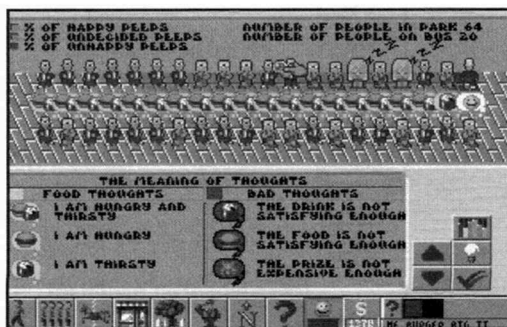 % OF HAPPY PEEPS
% OF UNDECIDED PEEPS
% OF UNHAPPY PEEPS
NUMBER OF PEOPLE IN PARK 64
NUMBER OF PEOPLE ON BUS 20
ZZZ
ZZZ
THE MEANING OF THOUGHTS
FOOD THOUGHTS
I AM HUNGRY AND
THIRSTY
I AM HUNGRY
I AM THIRSTY
BAD THOUGHTS
THE DRINK IS NOT
SATISFYING ENOUGH
THE FOOD IS NOT
SATISFYING ENOUGH
THE PRIZE IS NOT
EXPENSIVE ENOUGH
N
?
S
?